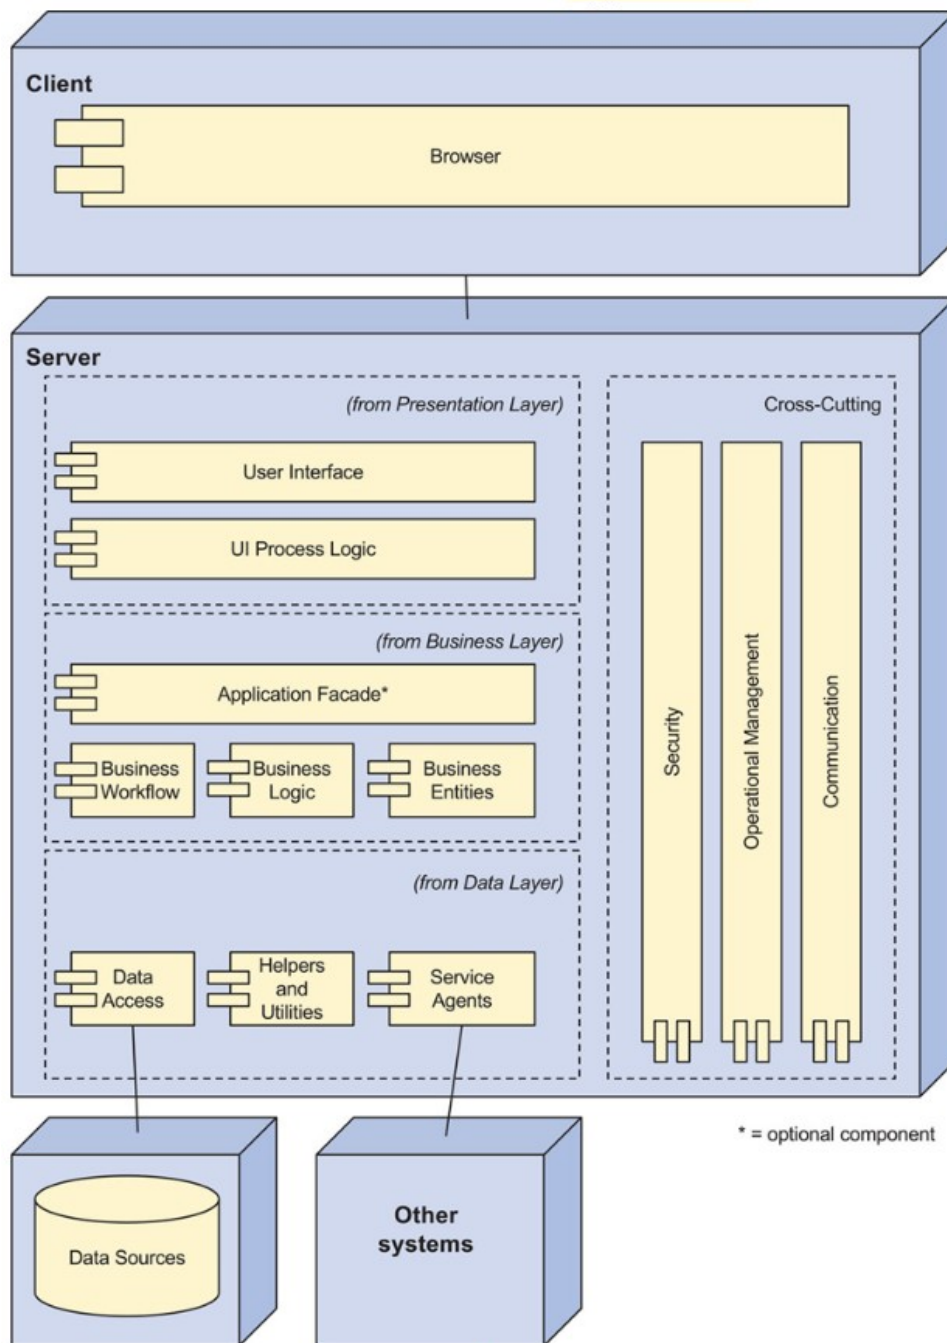 Client
Browser
Server
(from Presentation Layer)
User Interface
UI Process Logic
(from Business Layer)
Application Facade*
Business
Workflow
Business
Logic
Business
Entities
(from Data Layer)
Data
Access
Helpers
and
Utilities
Service
Agents
Cross-Cutting
Security
Operational Management
Communication
* = optional component
Data Sources
Other
systems